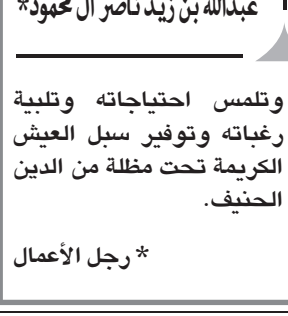 عبدالله بن زيد ناصر آل محمود*
وتلمس احتياجاته وتلبية
رغباته وتوفير سبل العيش
الكريمة تحت مظلة من الدين
الحنيف.
* رجل الأعمال